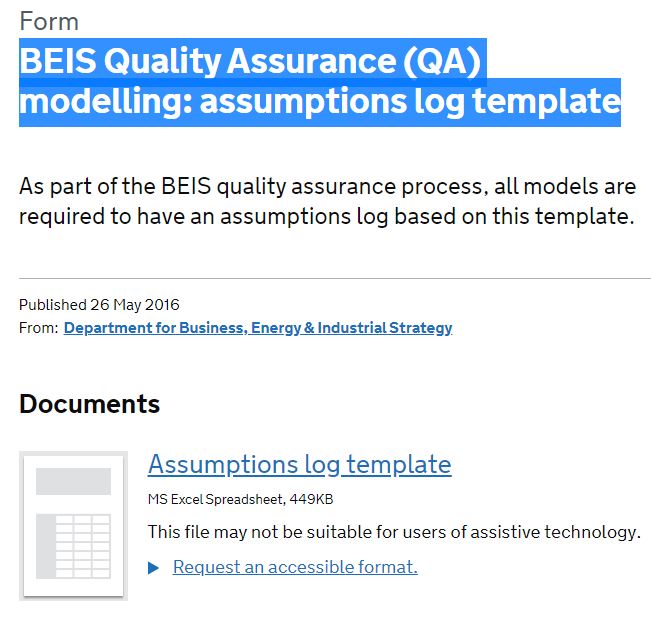 Form
BEIS Quality Assurance (QA)
modelling: assumptions log template
As part of the BEIS quality assurance process, all models are
required to have an assumptions log based on this template.
Published 26 May 2016
From: Department for Business, Energy & Industrial Strategy
Documents
Assumptions log template
MS Excel Spreadsheet, 449KB
This file may not be suitable for users of assistive technology.
Request an accessible format.